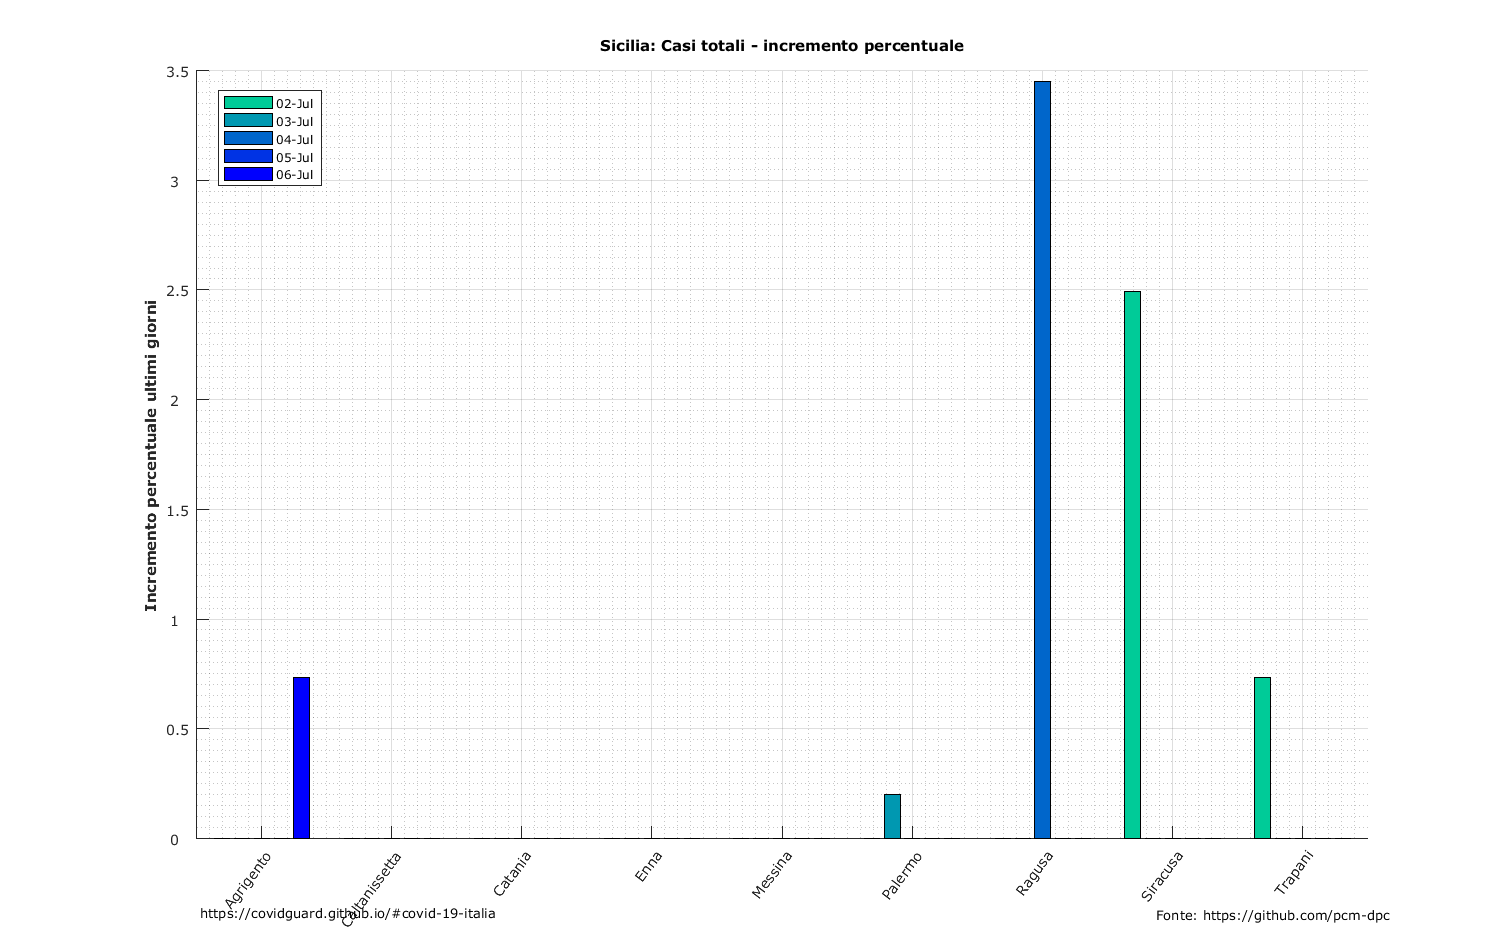 Sicilia: Casi totali - incremento percentuale
Incremento percentuale ultimi giorni
3.5
3
2.5
2
1.5
1
0.5
0
02-Jul
03-Jul
04-Jul
05-Jul
06-Jul
Agrigento
Caltanissetta
Catania
Enna
Messina
Palermo
Ragusa
Siracusa
Trapani
https://covidguard.github.io/#covid-19-italia
Fonte: https://github.com/pcm-dpc